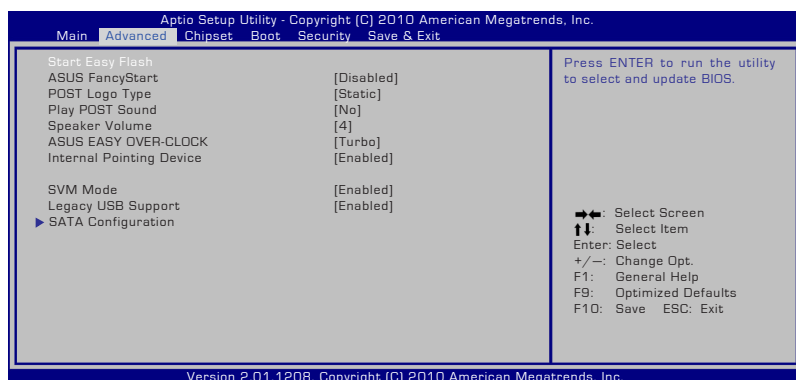 Aptio Setup Utility - Copyright (C) 2010 American Megatrends, Inc.
Main Advanced Chipset Boot Security Save & Exit
Start Easy Flash
ASUS FancyStart [Disabled]
POST Logo Type [Static]
Play POST Sound [No]
Speaker Volume [4]
ASUS EASY OVER-CLOCK [Turbo]
Internal Pointing Device [Enabled]
SVM Mode [Enabled]
Legacy USB Support [Enabled]
SATA Configuration
Press ENTER to run the utility
to select and update BIOS.
→←: Select Screen
↑↓: Select Item
Enter: Select
+/—: Change Opt.
F1: General Help
F9: Optimized Defaults
F10: Save ESC: Exit
Version 2.01.1208. Copyright (C) 2010 American Megatrends, Inc.